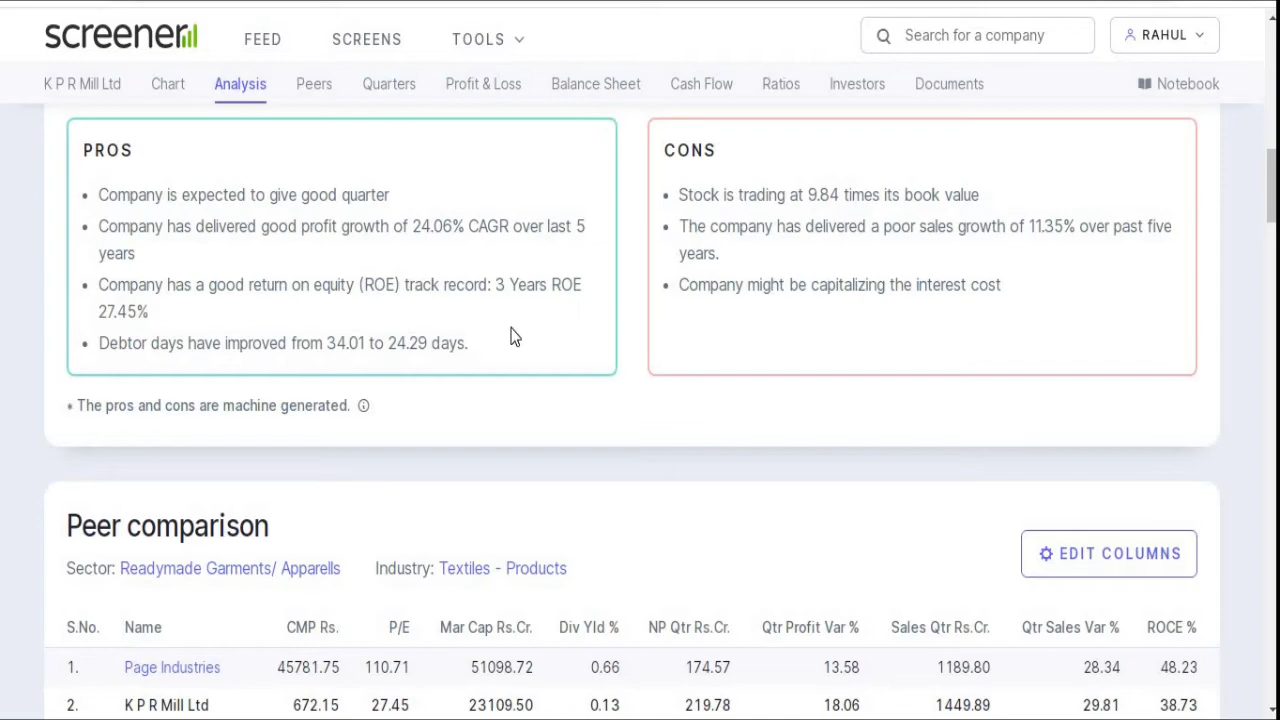 screener FEED SCREENS TOOLS Search for a company RAHUL
K P R Mill Ltd Chart Analysis Peers Quarters Profit & Loss Balance Sheet Cash Flow Ratios Investors Documents Notebook
PROS
• Company is expected to give good quarter
• Company has delivered good profit growth of 24.06% CAGR over last 5
years
• Company has a good return on equity (ROE) track record: 3 Years ROE
27.45%
• Debtor days have improved from 34.01 to 24.29 days.
CONS
• Stock is trading at 9.84 times its book value
• The company has delivered a poor sales growth of 11.35% over past five
years.
• Company might be capitalizing the interest cost
* The pros and cons are machine generated.
Peer comparison
Sector: Readymade Garments/ Apparells Industry: Textiles - Products
EDIT COLUMNS
S.No. Name CMP Rs. P/E Mar Cap Rs.Cr. Div Yld % NP Qtr Rs.Cr. Qtr Profit Var % Sales Qtr Rs.Cr. Qtr Sales Var % ROCE %
1. Page Industries 45781.75 110.71 51098.72 0.66 174.57 13.58 1189.80 28.34 48.23
2. K P R Mill Ltd 672.15 27.45 23109.50 0.13 219.78 18.06 1449.89 29.81 38.73